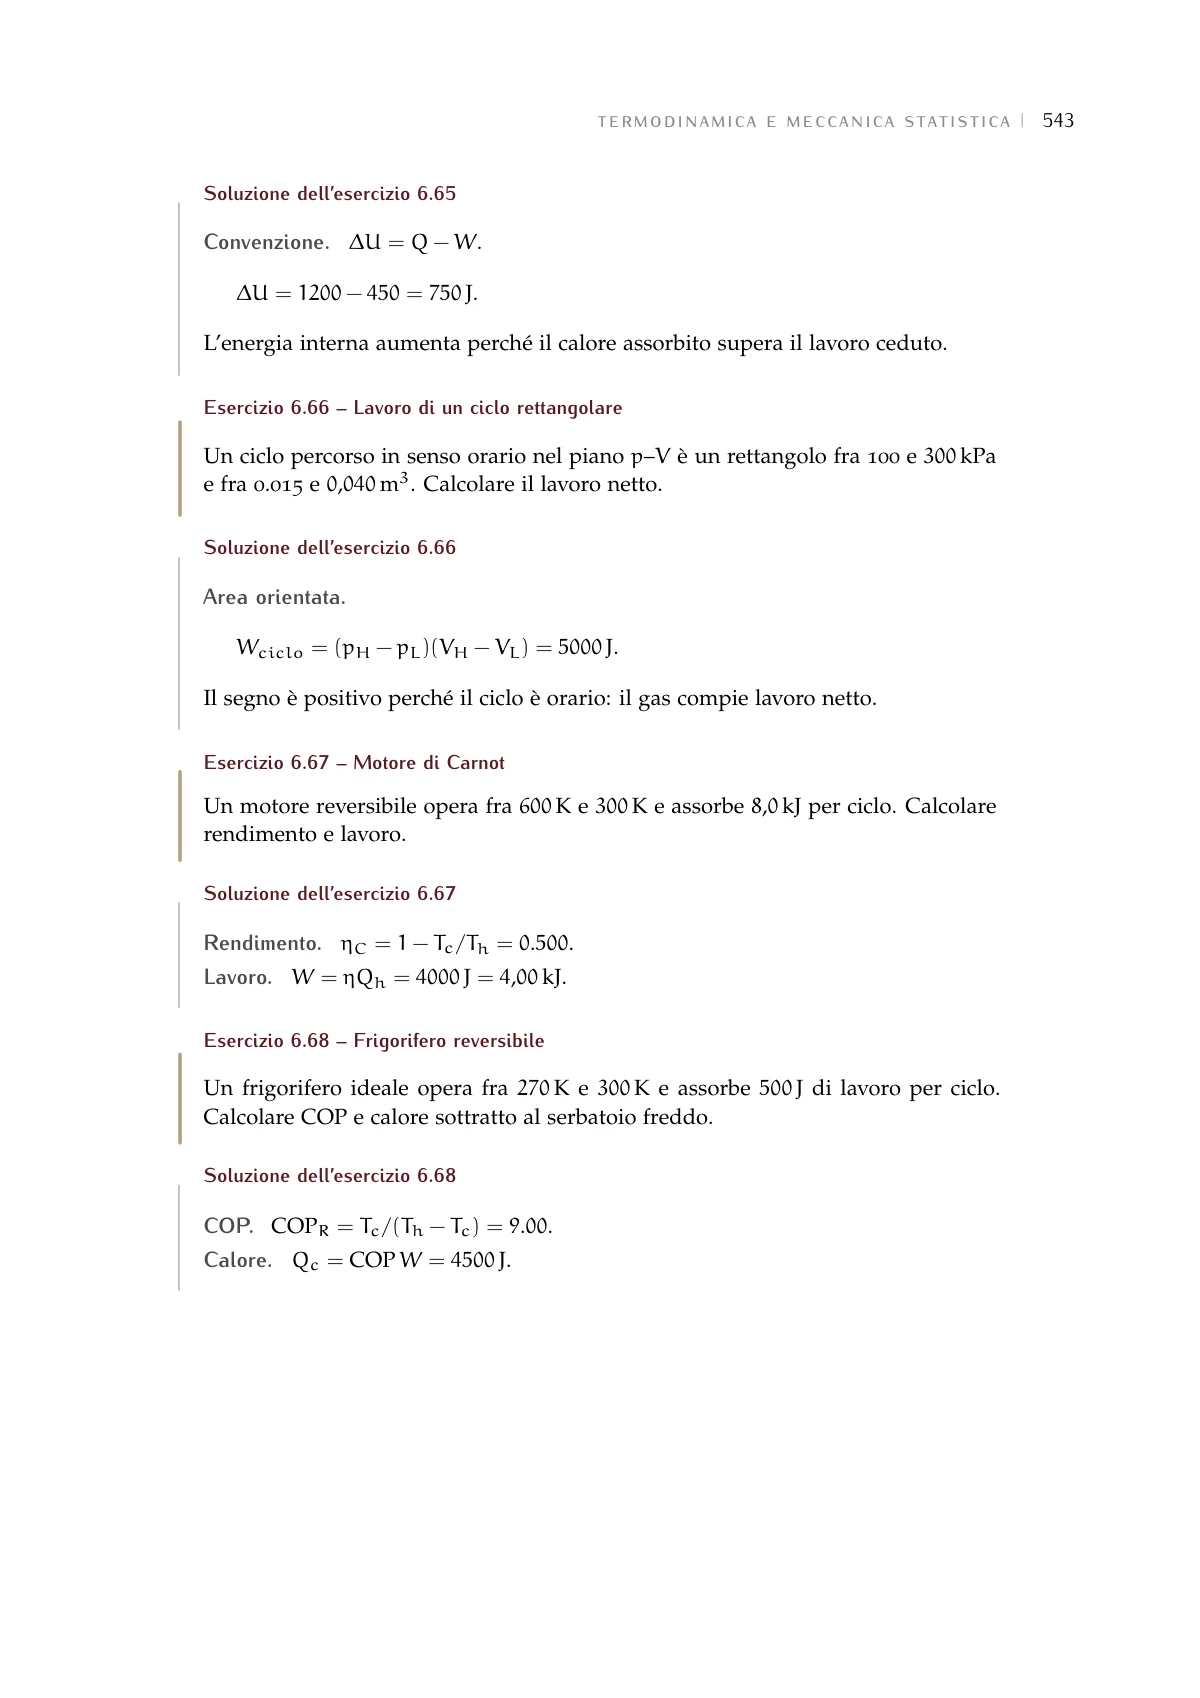 TERMODINAMICA E MECCANICA STATISTICA | 543
Soluzione dell'esercizio 6.65
Convenzione. ΔU = Q − W.
ΔU = 1200 − 450 = 750 J.
L'energia interna aumenta perché il calore assorbito supera il lavoro ceduto.
Esercizio 6.66 – Lavoro di un ciclo rettangolare
Un ciclo percorso in senso orario nel piano p–V è un rettangolo fra 100 e 300 kPa
e fra 0.015 e 0,040 m³. Calcolare il lavoro netto.
Soluzione dell'esercizio 6.66
Area orientata.
W_ciclo = (p_H − p_L)(V_H − V_L) = 5000 J.
Il segno è positivo perché il ciclo è orario: il gas compie lavoro netto.
Esercizio 6.67 – Motore di Carnot
Un motore reversibile opera fra 600 K e 300 K e assorbe 8,0 kJ per ciclo. Calcolare
rendimento e lavoro.
Soluzione dell'esercizio 6.67
Rendimento. η_C = 1 − T_c/T_h = 0.500.
Lavoro. W = ηQ_h = 4000 J = 4,00 kJ.
Esercizio 6.68 – Frigorifero reversibile
Un frigorifero ideale opera fra 270 K e 300 K e assorbe 500 J di lavoro per ciclo.
Calcolare COP e calore sottratto al serbatoio freddo.
Soluzione dell'esercizio 6.68
COP. COP_R = T_c/(T_h − T_c) = 9.00.
Calore. Q_c = COP W = 4500 J.